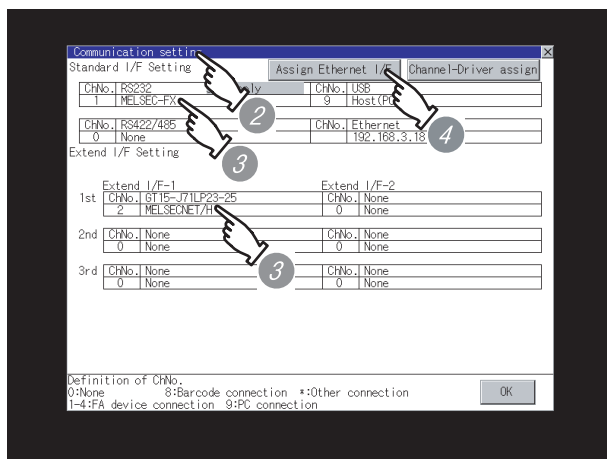 Communication setting
Standard I/F Setting
Assign Ethernet I/F
Channel-Driver assign
ChNo. RS232
1 MELSEC-FX
ChNo. USB
9 Host(PC
2
ChNo. RS422/485
0 None
ChNo. Ethernet
192.168.3.18
3
4
Extend I/F Setting
Extend I/F-1
Extend I/F-2
1st ChNo. GT15-J71LP23-25
2 MELSECNET/H
ChNo. None
0 None
2nd ChNo. None
0 None
ChNo. None
0 None
3
3rd ChNo. None
0 None
ChNo. None
0 None
Definition of ChNo.
0:None 8:Barcode connection *:Other connection
1-4:FA device connection 9:PC connection
OK